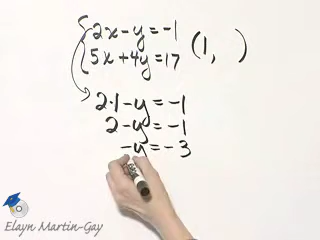 2x-y=-1
5x+4y=17 (1, )
2·1-y=-1
2-y=-1
-y=-3
Elayn Martin-Gay